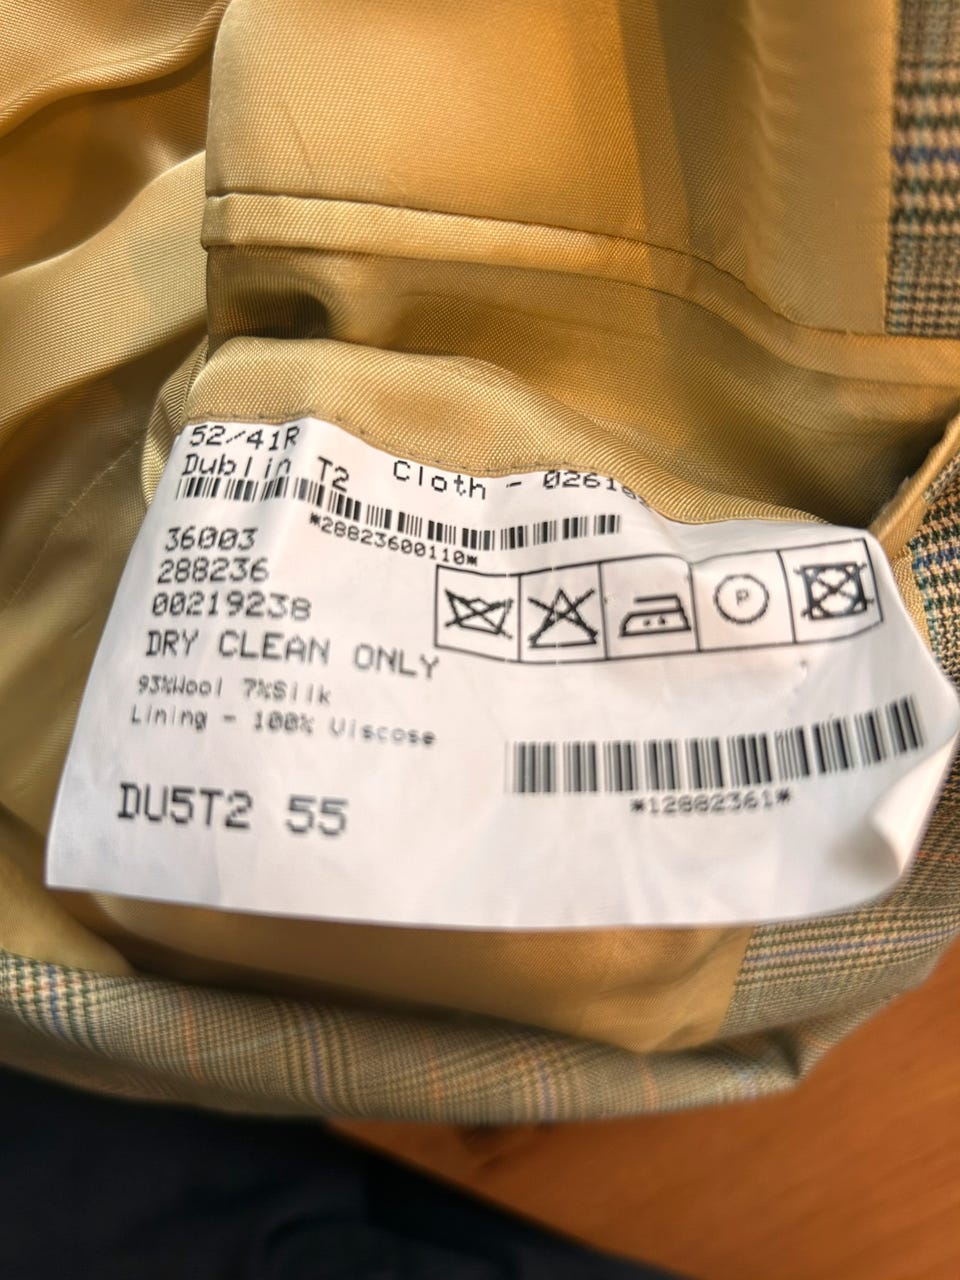 52/41R
Dublin T2 Cloth -
*28823600110*
36003
288236
00219238
DRY CLEAN ONLY
P
93%Wool 7%Silk
Lining - 100% Viscose
*12882361*
DU5T2 55